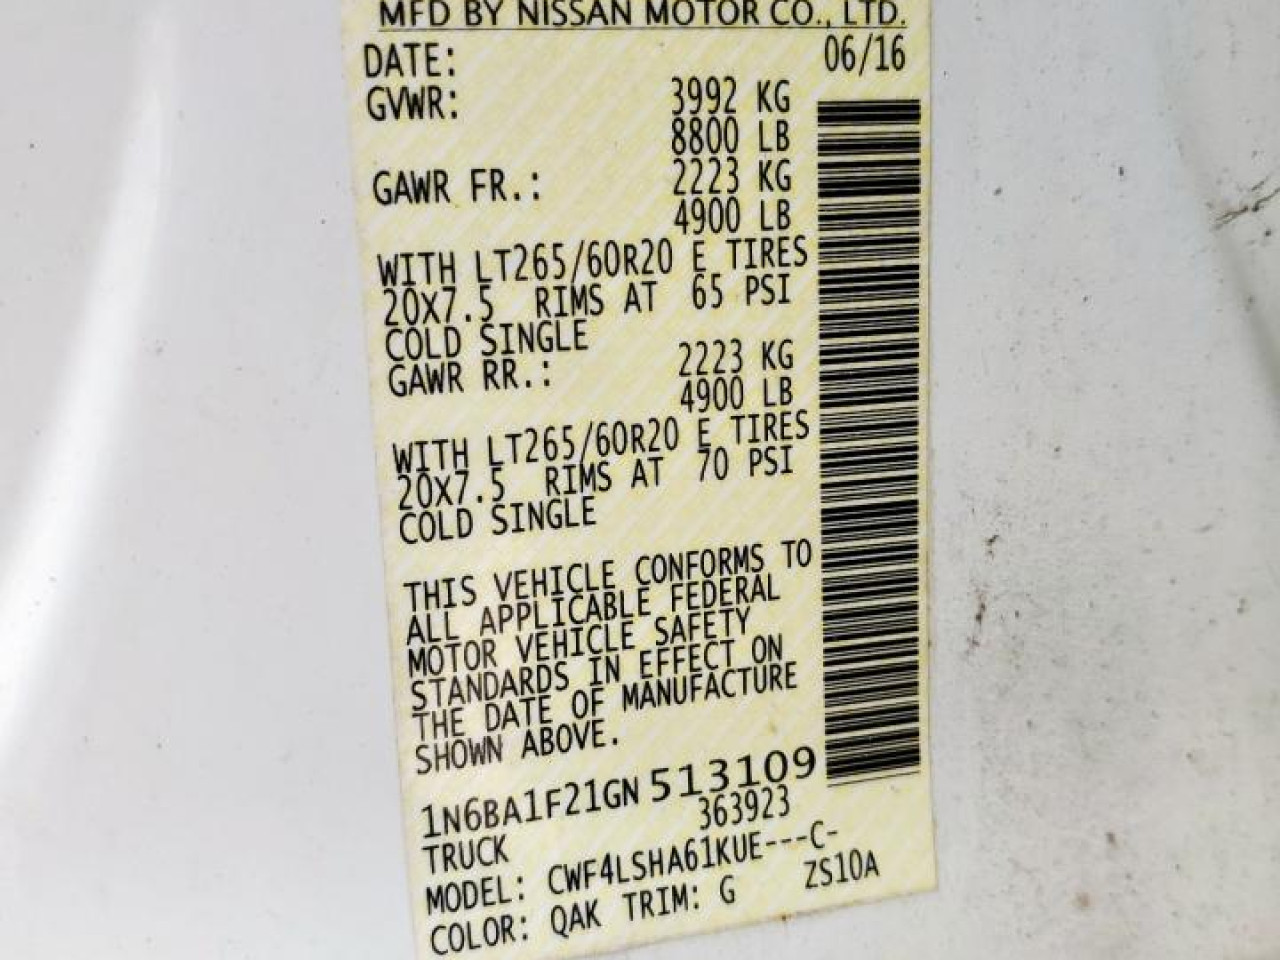 MFD BY NISSAN MOTOR CO., LTD.
DATE: 06/16
GVWR: 3992 KG
8800 LB
GAWR FR.: 2223 KG
4900 LB
WITH LT265/60R20 E TIRES
20X7.5 RIMS AT 65 PSI
COLD SINGLE
GAWR RR.: 2223 KG
4900 LB
WITH LT265/60R20 E TIRES
20X7.5 RIMS AT 70 PSI
COLD SINGLE
THIS VEHICLE CONFORMS TO
ALL APPLICABLE FEDERAL
MOTOR VEHICLE SAFETY
STANDARDS IN EFFECT ON
THE DATE OF MANUFACTURE
SHOWN ABOVE.
1N6BA1F21GN 513109
TRUCK 363923
MODEL: CWF4LSHA61KUE---C-
COLOR: QAK TRIM: G ZS10A